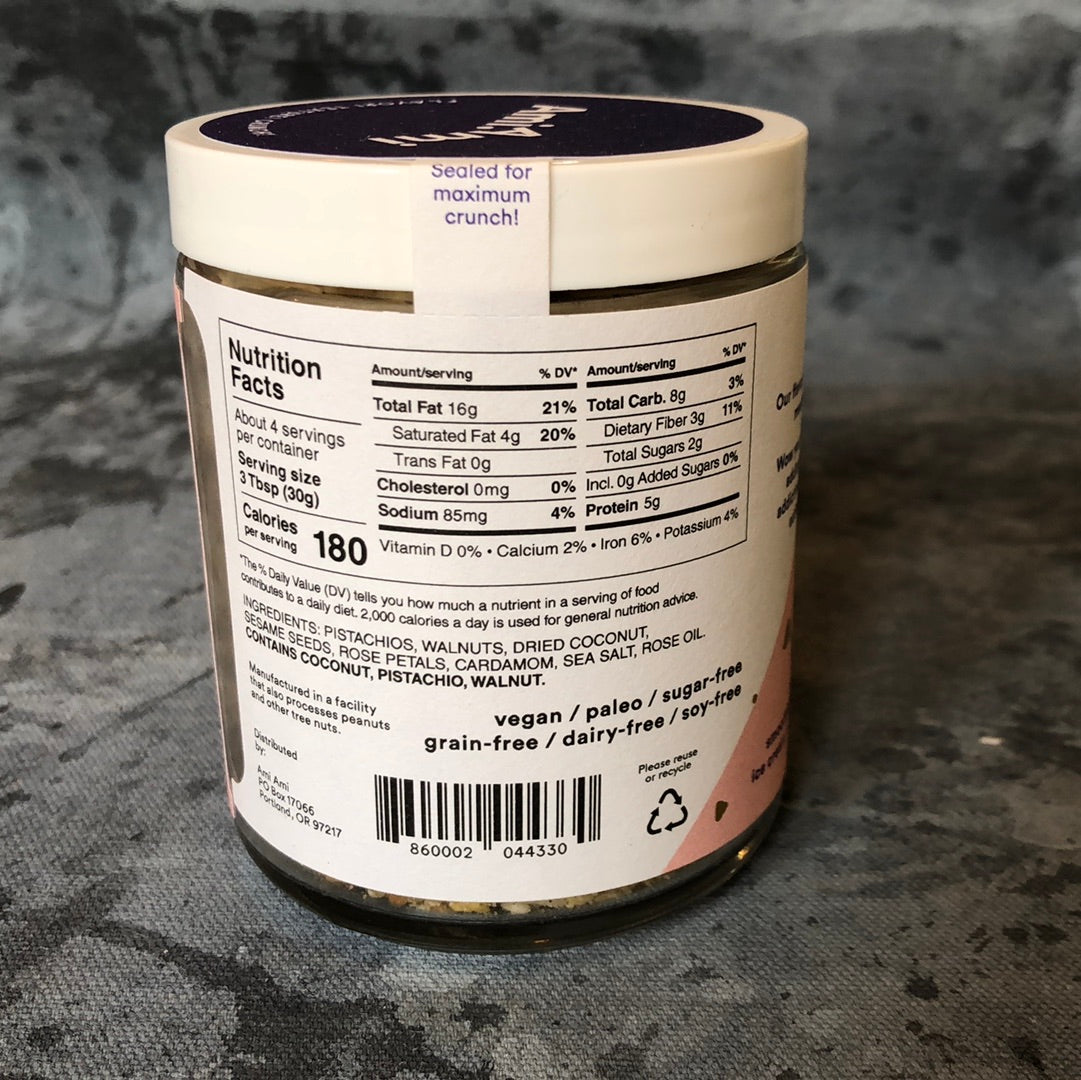 AmiAmi
Sealed for
maximum
crunch!
Nutrition
Facts
About 4 servings
per container
Serving size
3 Tbsp (30g)
Calories
per serving 180
Amount/serving % DV*
Total Fat 16g 21%
Saturated Fat 4g 20%
Trans Fat 0g
Cholesterol 0mg 0%
Sodium 85mg 4%
Amount/serving % DV*
Total Carb. 8g 3%
Dietary Fiber 3g 11%
Total Sugars 2g
Incl. 0g Added Sugars 0%
Protein 5g
Vitamin D 0% • Calcium 2% • Iron 6% • Potassium 4%
*The % Daily Value (DV) tells you how much a nutrient in a serving of food
contributes to a daily diet. 2,000 calories a day is used for general nutrition advice.
INGREDIENTS: PISTACHIOS, WALNUTS, DRIED COCONUT,
SESAME SEEDS, ROSE PETALS, CARDAMOM, SEA SALT, ROSE OIL.
CONTAINS COCONUT, PISTACHIO, WALNUT.
Manufactured in a facility
that also processes peanuts
and other tree nuts.
vegan / paleo / sugar-free
grain-free / dairy-free / soy-free
Distributed
by:
Ami Ami
PO Box 17066
Portland, OR 97217
860002 044330
Please reuse
or recycle
Our